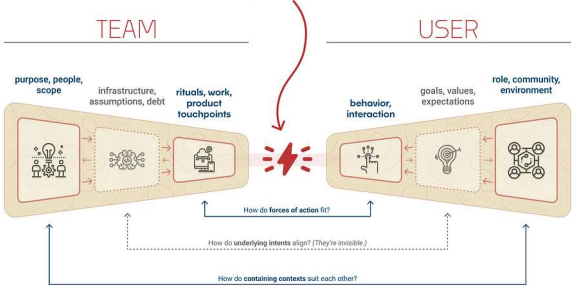 TEAM
USER
purpose, people,
scope
infrastructure,
assumptions, debt
rituals, work,
product
touchpoints
behavior,
interaction
goals, values,
expectations
role, community,
environment
How do forces of action fit?
How do underlying intents align? (They're invisible.)
How do containing contexts suit each other?